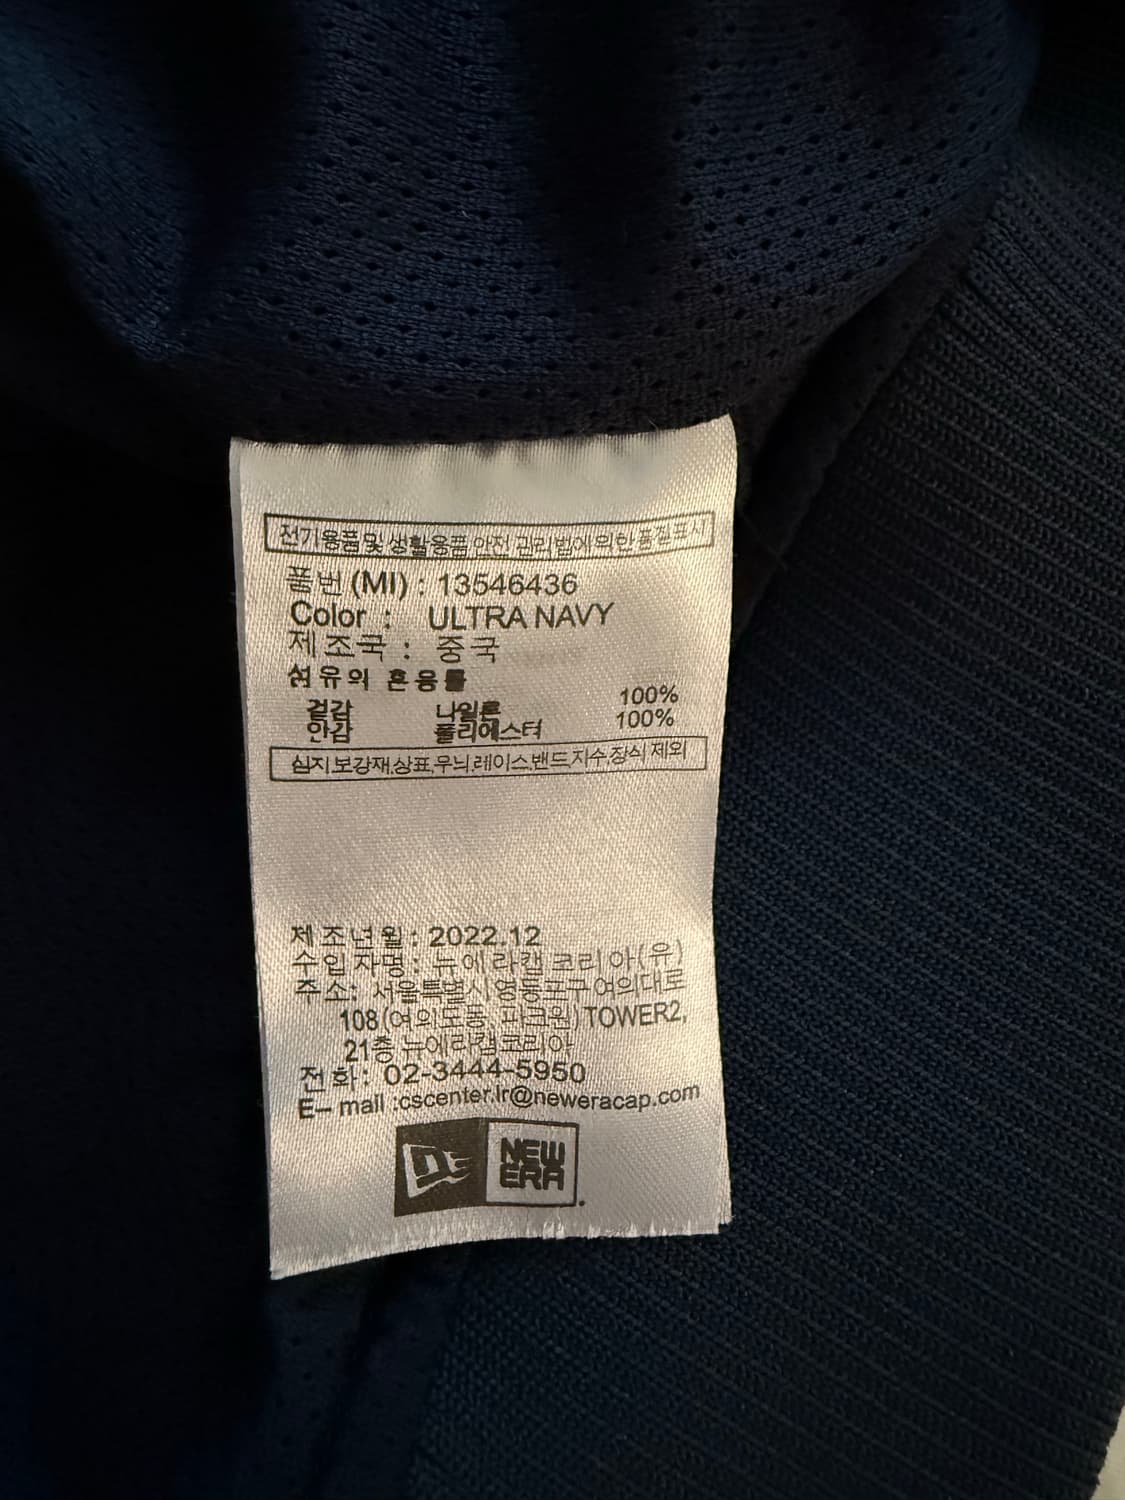 전기용품 및 생활용품 안전 관리법에 의한 품질표시
품번(MI) : 13546436
Color : ULTRA NAVY
제조국 : 중국
섬유의 혼용률
겉감 나일론 100%
안감 폴리에스터 100%
심지,보강재,상표,무늬,레이스,밴드,자수,장식 제외
제조년월 : 2022.12
수입자명 : 뉴에라캡 코리아(유)
주소: 서울특별시 영등포구 여의대로
108(여의도동, 파크원) TOWER2,
21층 뉴에라캡코리아
전화: 02-3444-5950
E-mail :cscenter.ir@neweracap.com
NEW
ERA